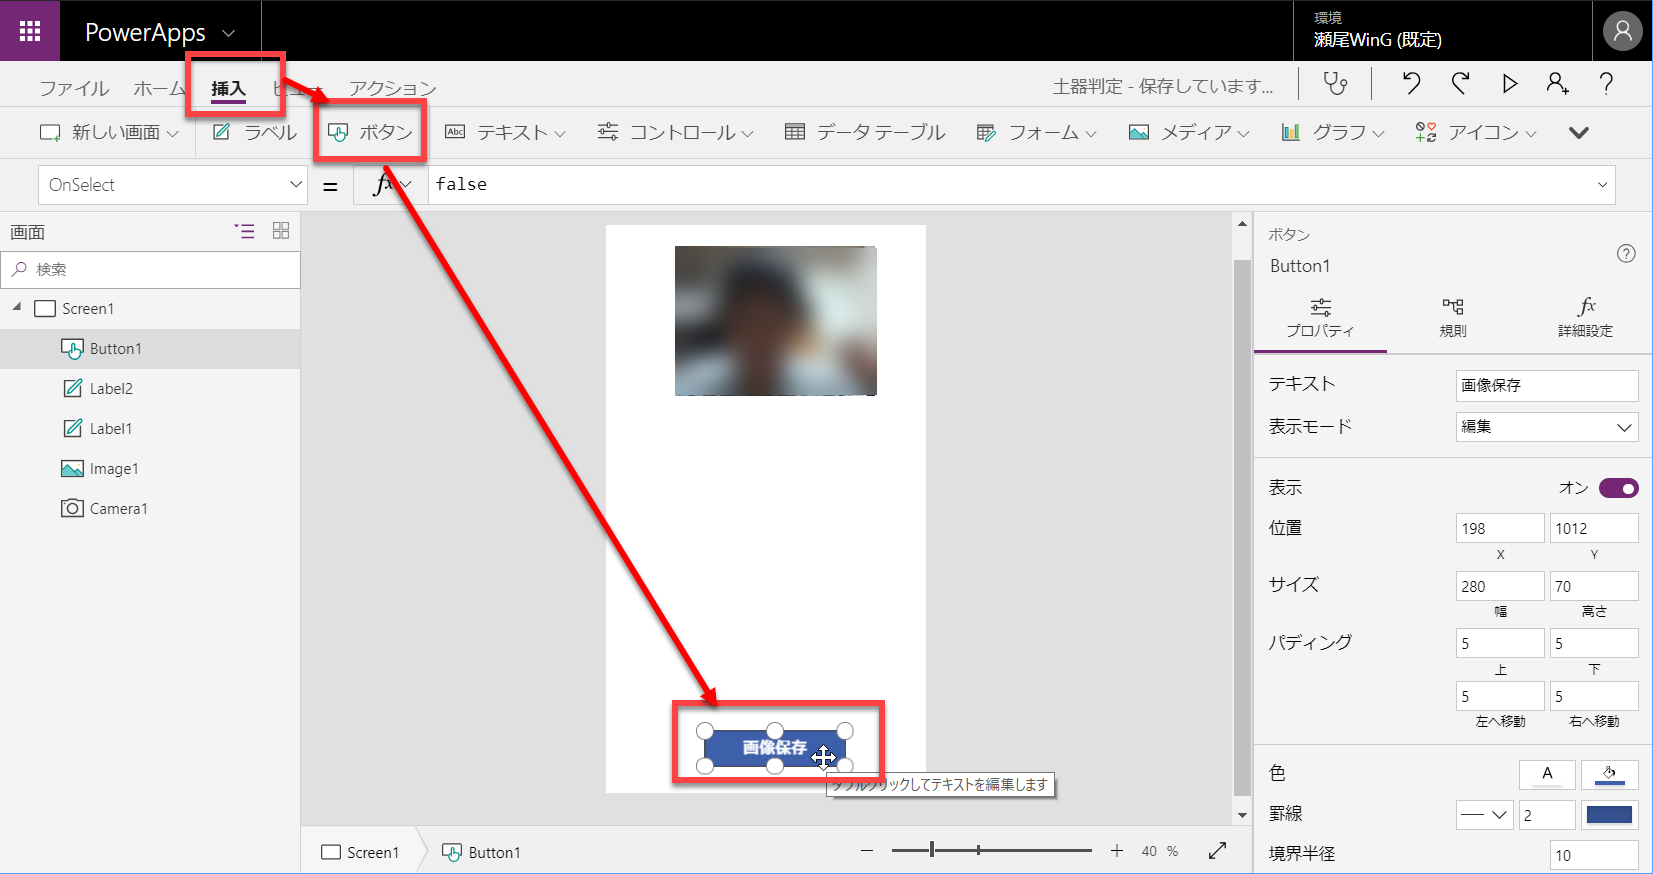 PowerApps
環境
瀬尾WinG (既定)
ファイル ホーム 挿入 ビュー アクション 土器判定 - 保存しています...
新しい画面 ラベル ボタン Abc テキスト コントロール データ テーブル フォーム メディア グラフ アイコン
OnSelect = fx false
画面
検索
Screen1
Button1
Label2
Label1
Image1
Camera1
画像保存
ダブルクリックしてテキストを編集します
Screen1 Button1 40 %
ボタン
Button1
プロパティ 規則 fx 詳細設定
テキスト 画像保存
表示モード 編集
表示 オン
位置 198 1012
X Y
サイズ 280 70
幅 高さ
パディング 5 5
上 下
5 5
左へ移動 右へ移動
色 A
罫線 2
境界半径 10